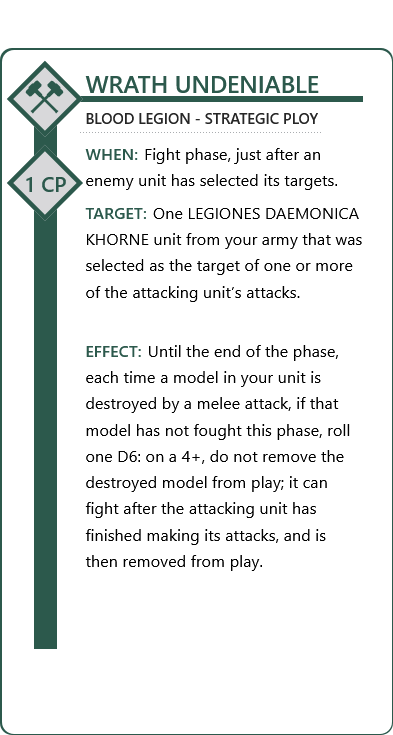 WRATH UNDENIABLE
BLOOD LEGION - STRATEGIC PLOY
1 CP
WHEN: Fight phase, just after an
enemy unit has selected its targets.
TARGET: One LEGIONES DAEMONICA
KHORNE unit from your army that was
selected as the target of one or more
of the attacking unit’s attacks.
EFFECT: Until the end of the phase,
each time a model in your unit is
destroyed by a melee attack, if that
model has not fought this phase, roll
one D6: on a 4+, do not remove the
destroyed model from play; it can
fight after the attacking unit has
finished making its attacks, and is
then removed from play.